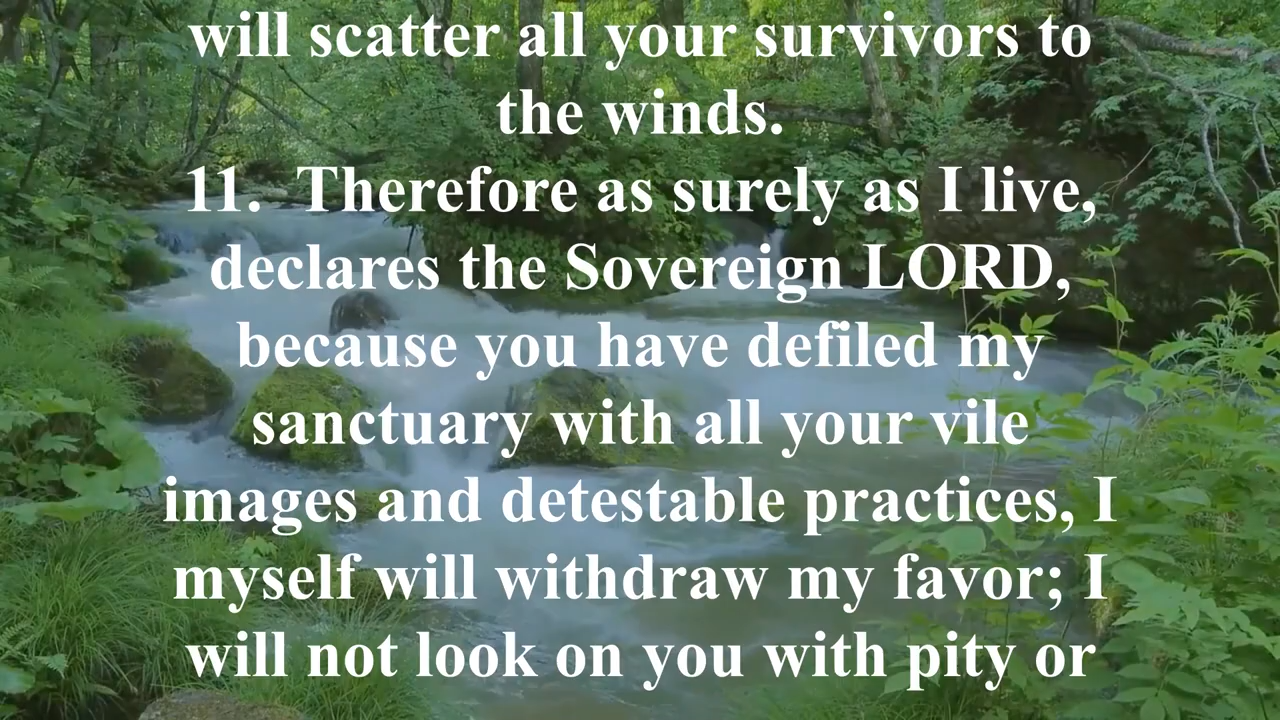 will scatter all your survivors to
the winds.
11.  Therefore as surely as I live,
declares the Sovereign LORD,
because you have defiled my
sanctuary with all your vile
images and detestable practices, I
myself will withdraw my favor; I
will not look on you with pity or